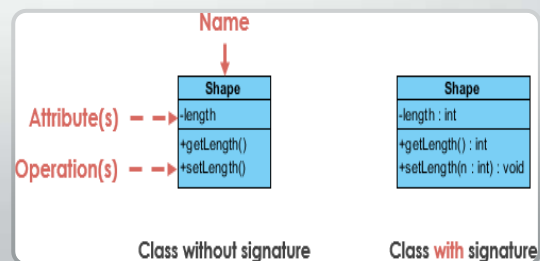 Name
Shape
Attribute(s)
-length
+getLength()
Operation(s)
+setLength()
Class without signature
Shape
-length : int
+getLength() : int
+setLength(n : int) : void
Class with signature